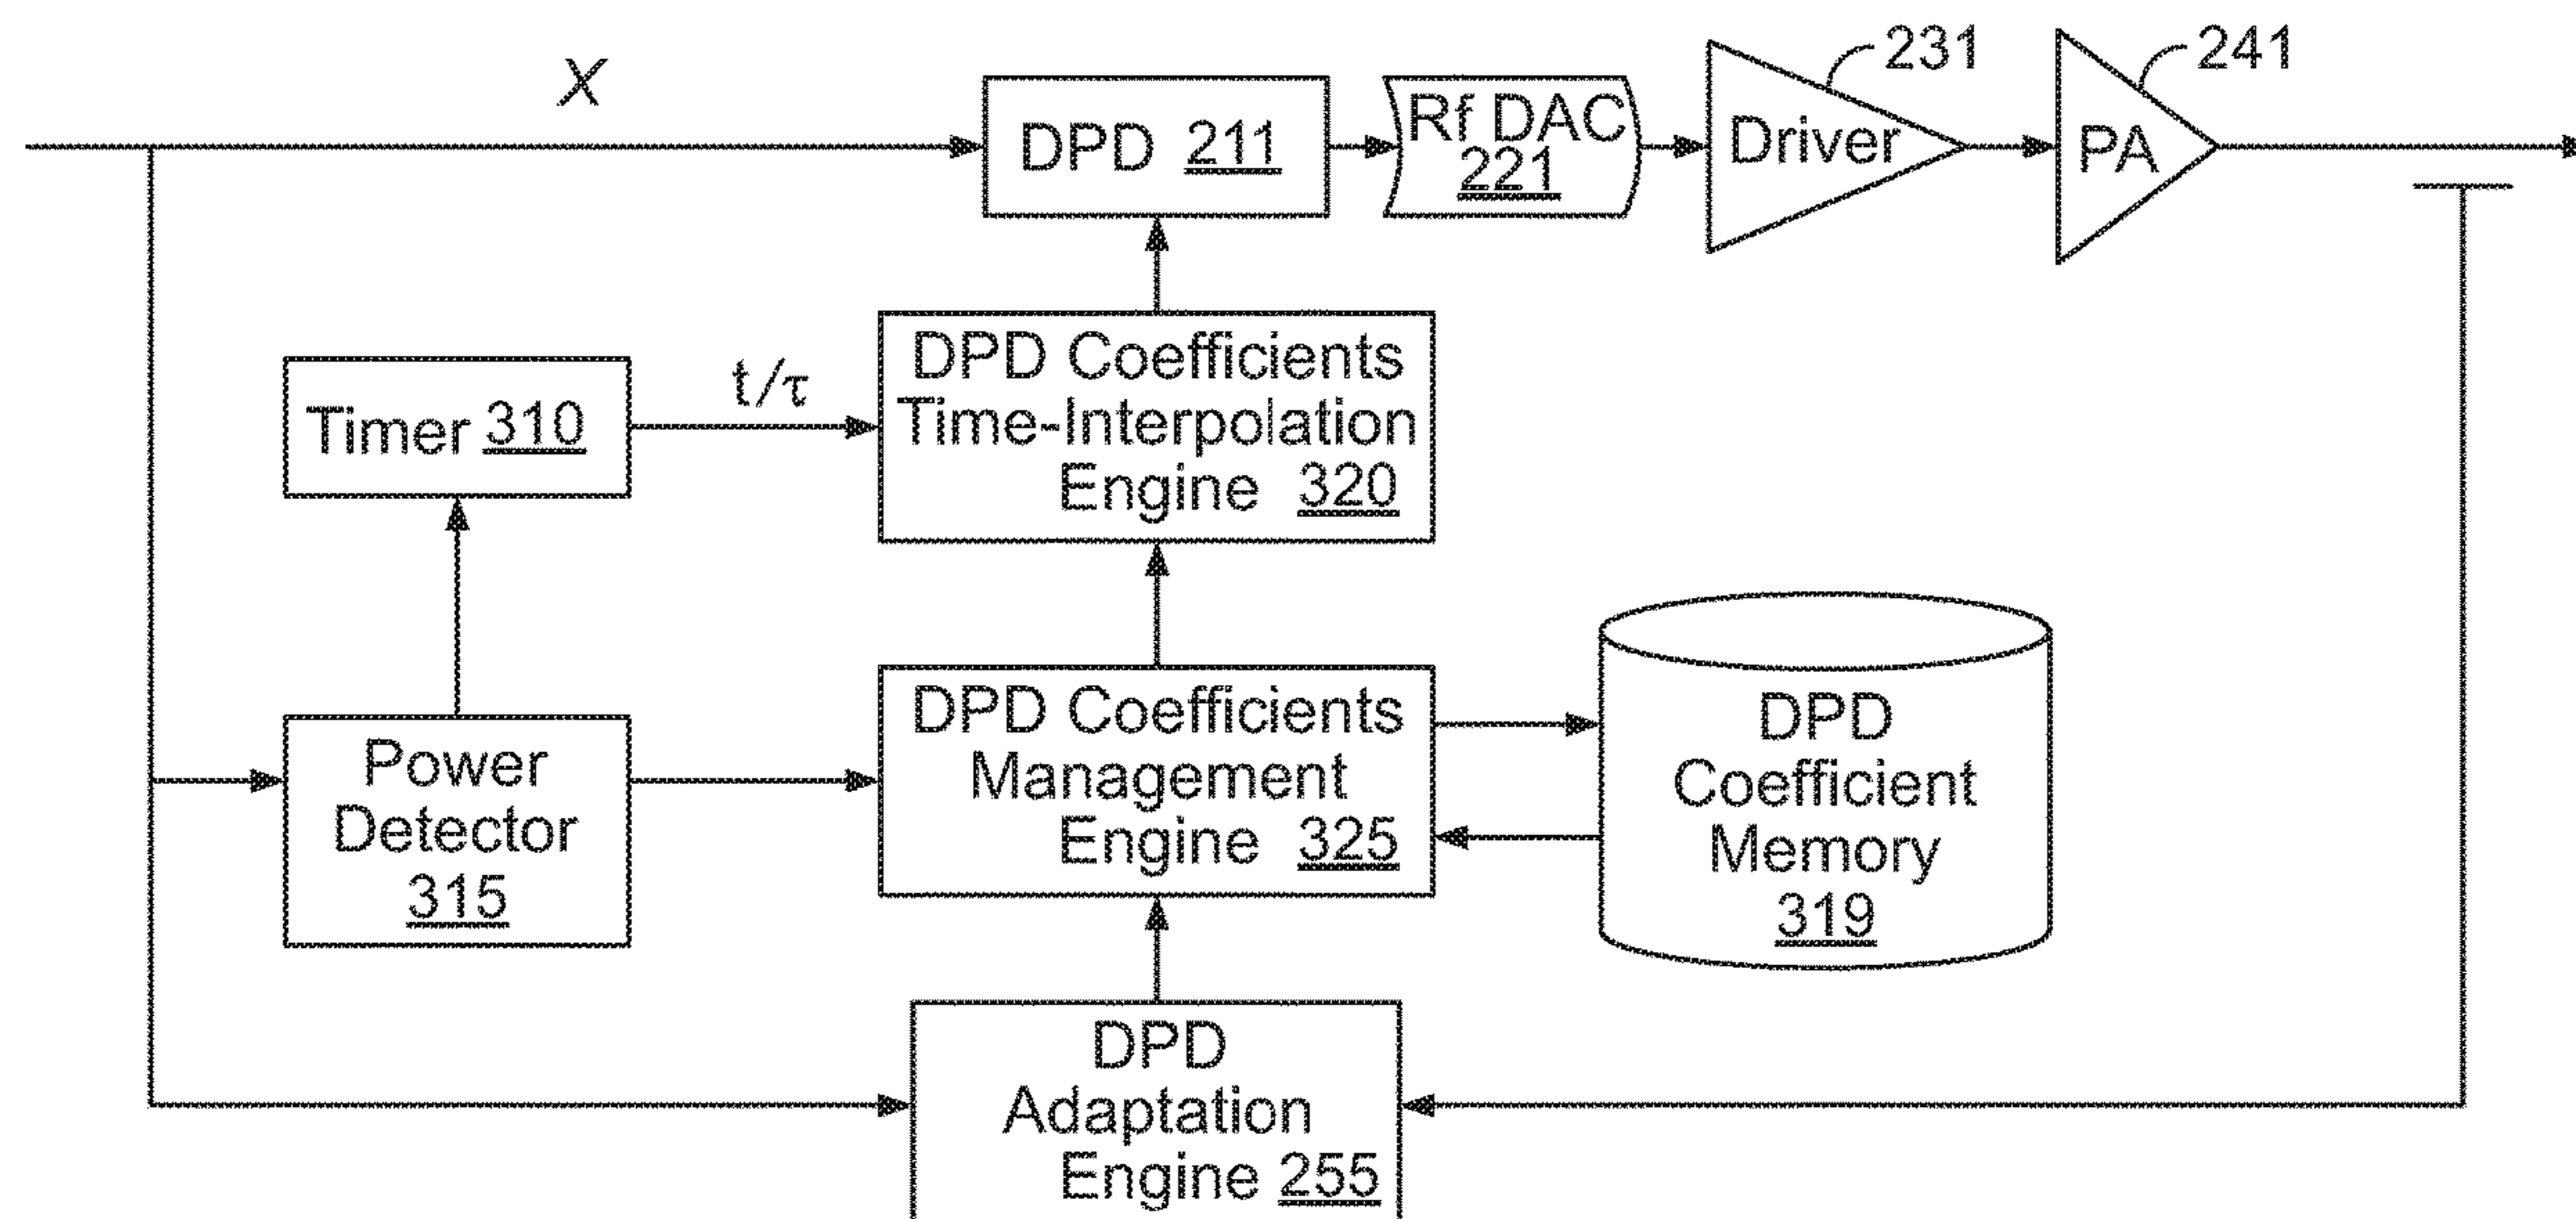 X
DPD 211
Rf DAC
221
Driver
231
PA
241
Timer 310
t/τ
DPD Coefficients
Time-Interpolation
Engine 320
Power
Detector
315
DPD Coefficients
Management
Engine 325
DPD
Coefficient
Memory
319
DPD
Adaptation
Engine 255